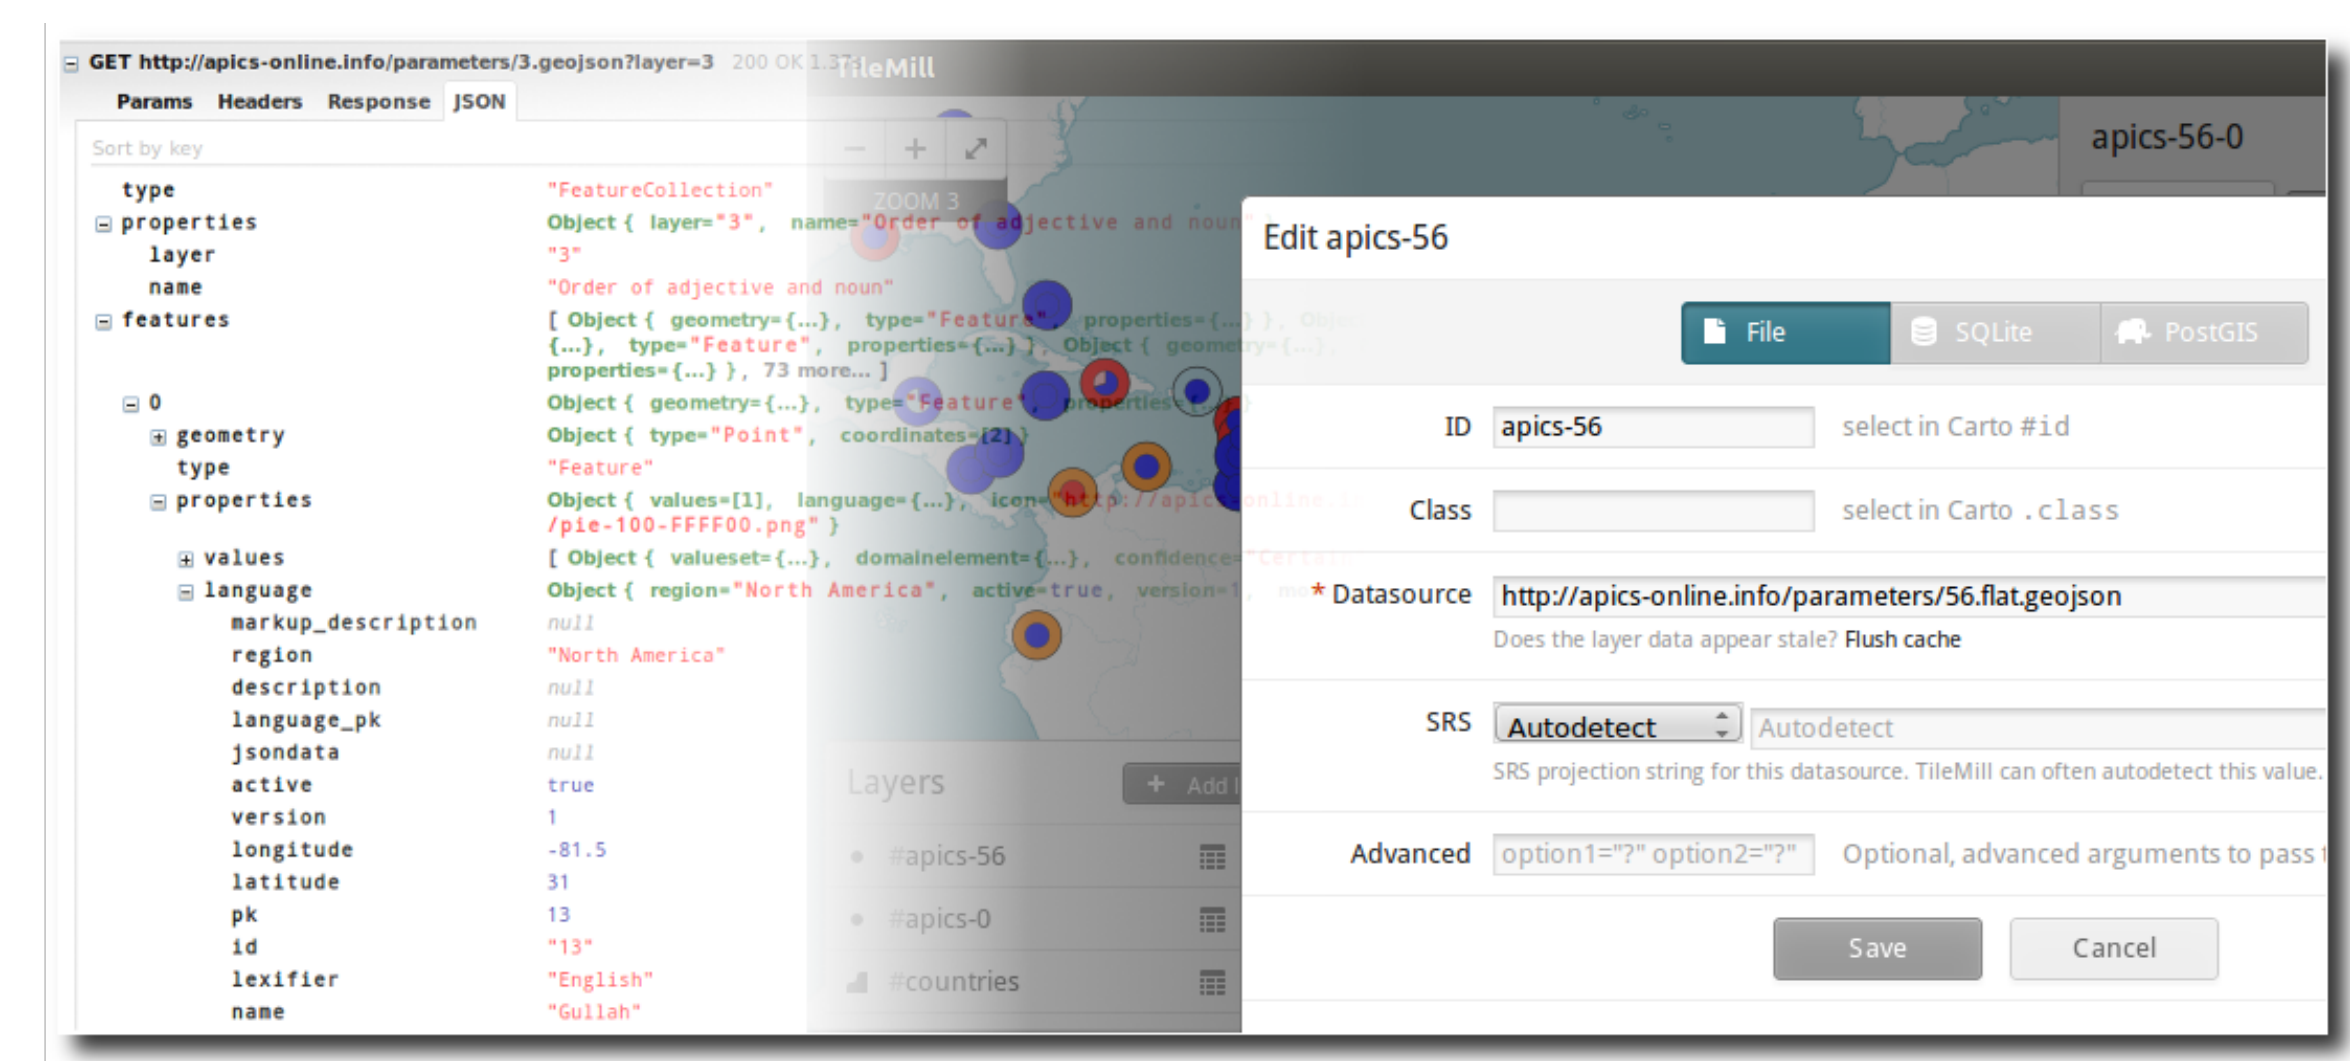 GET http://apics-online.info/parameters/3.geojson?layer=3 200 OK 1.37s
Params Headers Response JSON
Sort by key
type "FeatureCollection"
properties Object { layer="3", name="Order of adjective and noun" }
layer "3"
name "Order of adjective and noun"
features [ Object { geometry={...}, type="Feature", properties={...} }, Object
{...}, type="Feature", properties={...} }, Object { geometry={...},
properties={...} }, 73 more... ]
0 Object { geometry={...}, type="Feature", properties={...} }
geometry Object { type="Point", coordinates=[2] }
type "Feature"
properties Object { values=[1], language={...}, icon="http://apics-online.
/pie-100-FFFF00.png" }
values [ Object { valueset={...}, domainelement={...}, confidence="Certain
language Object { region="North America", active=true, version=1,
markup_description null
region "North America"
description null
language_pk null
jsondata null
active true
version 1
longitude -81.5
latitude 31
pk 13
id "13"
lexifier "English"
name "Gullah"
TileMill
ZOOM 3
Layers
+ Add
#apics-56
#apics-0
#countries
apics-56-0
Edit apics-56
File SQLite PostGIS
ID apics-56 select in Carto #id
Class select in Carto .class
* Datasource http://apics-online.info/parameters/56.flat.geojson
Does the layer data appear stale? Flush cache
SRS Autodetect Autodetect
SRS projection string for this datasource. TileMill can often autodetect this value.
Advanced option1="?" option2="?" Optional, advanced arguments to pass
Save Cancel